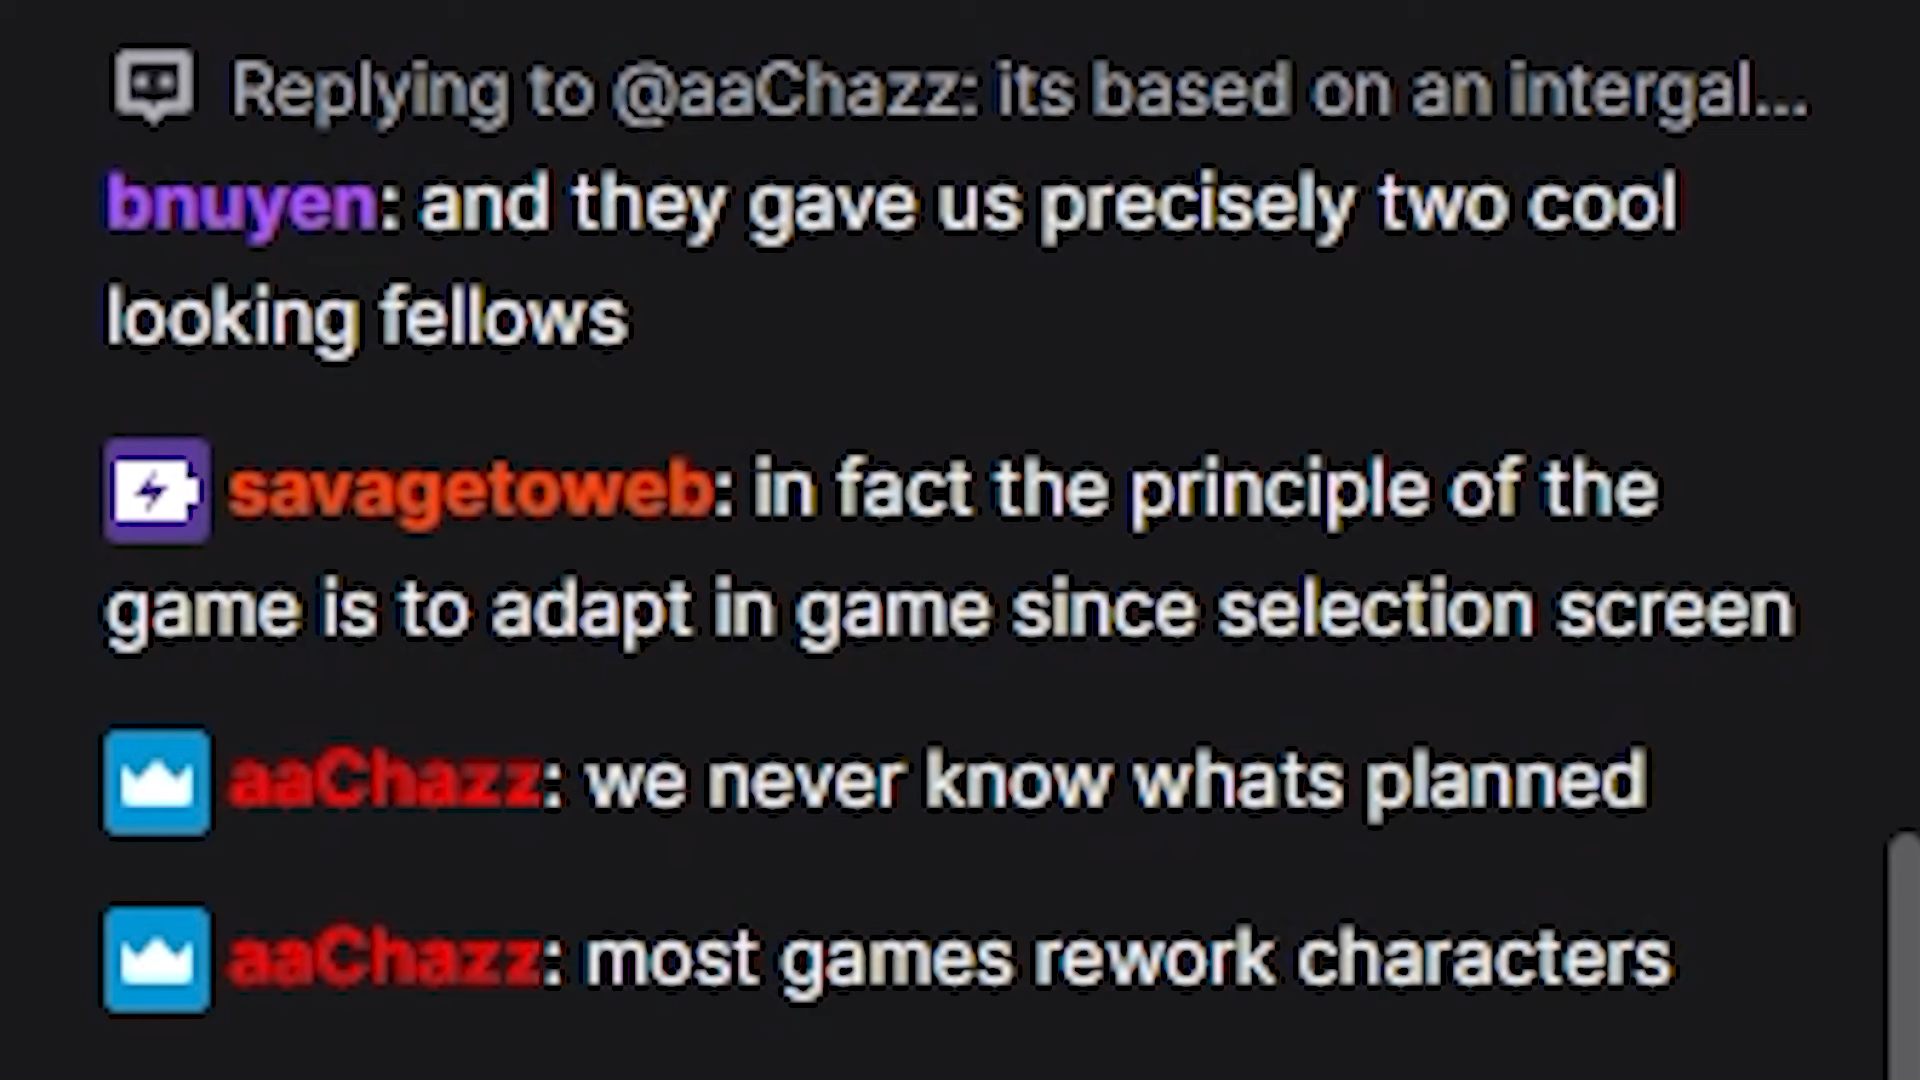 Replying to @aaChazz: its based on an intergal...
bnuyen: and they gave us precisely two cool
looking fellows
savagetoweb: in fact the principle of the
game is to adapt in game since selection screen
aaChazz: we never know whats planned
aaChazz: most games rework characters